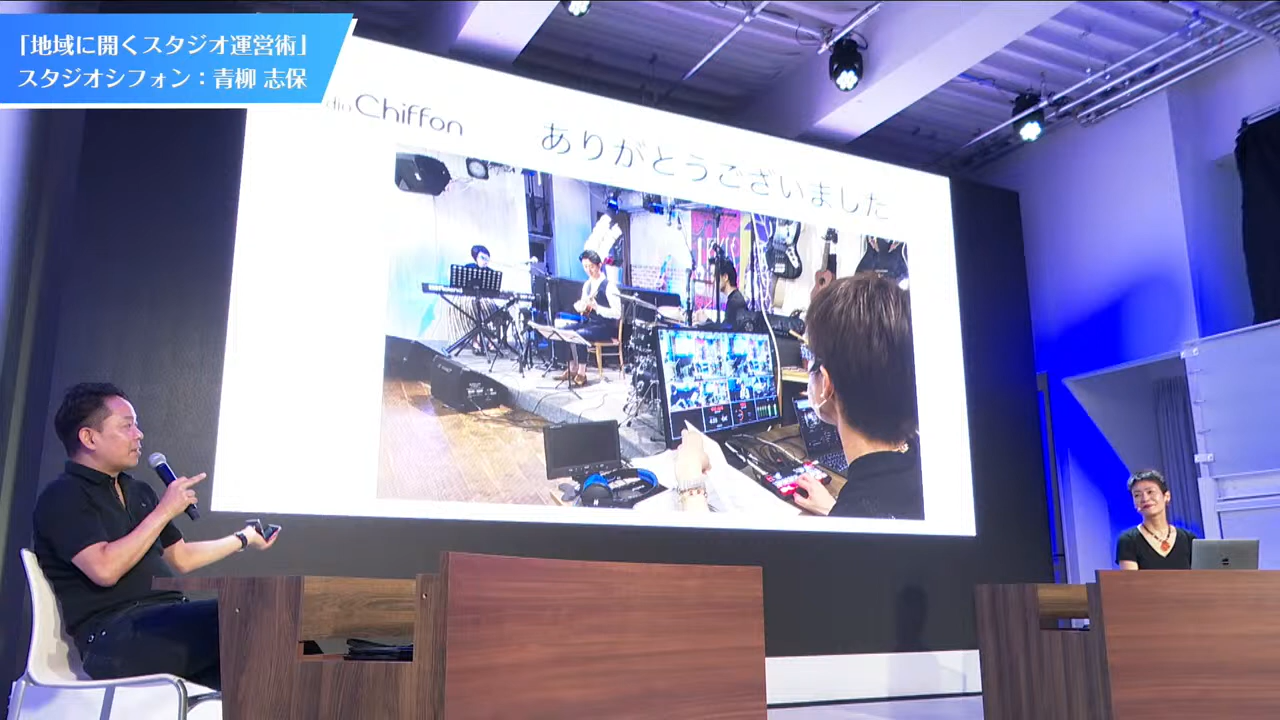 「地域に開くスタジオ運営術」
スタジオシフォン：青柳 志保
dio Chiffon
ありがとうございました